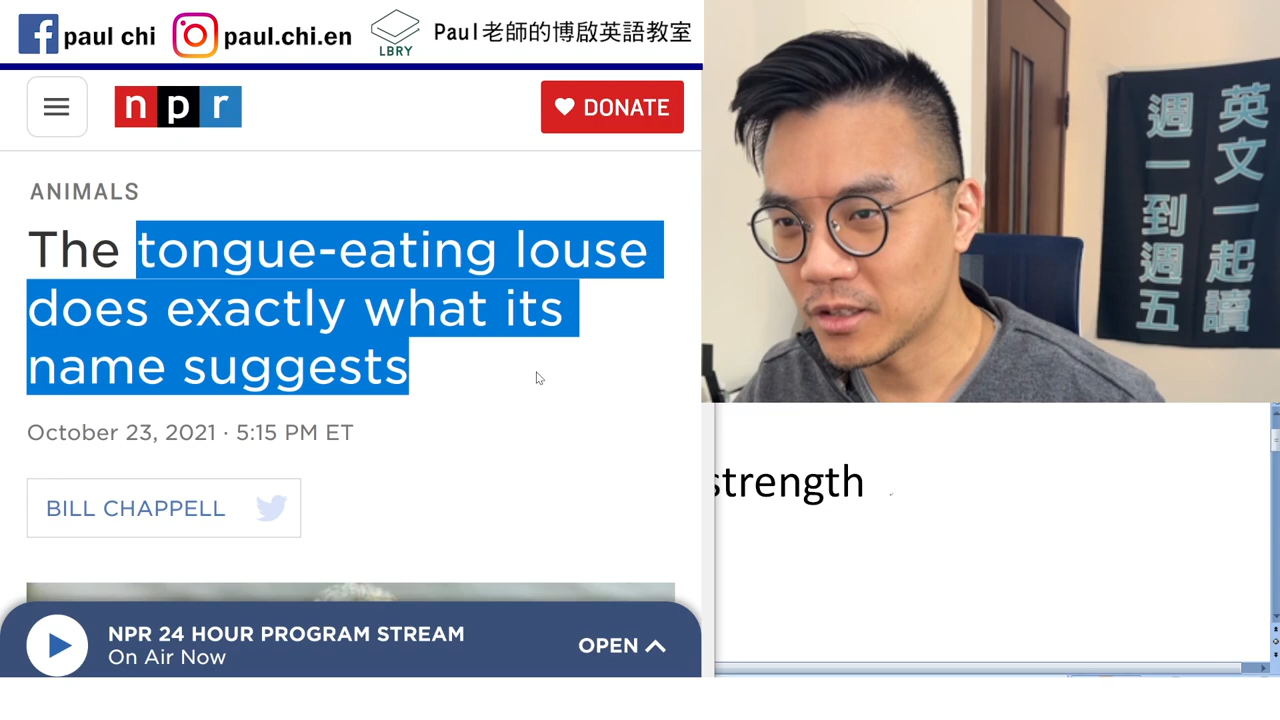 paul chi
paul.chi.en
LBRY
Paul老師的博啟英語教室
npr
DONATE
ANIMALS
The tongue-eating louse
does exactly what its
name suggests
October 23, 2021 · 5:15 PM ET
BILL CHAPPELL
NPR 24 HOUR PROGRAM STREAM
On Air Now
OPEN
英文一起讀
週一到週五
strength